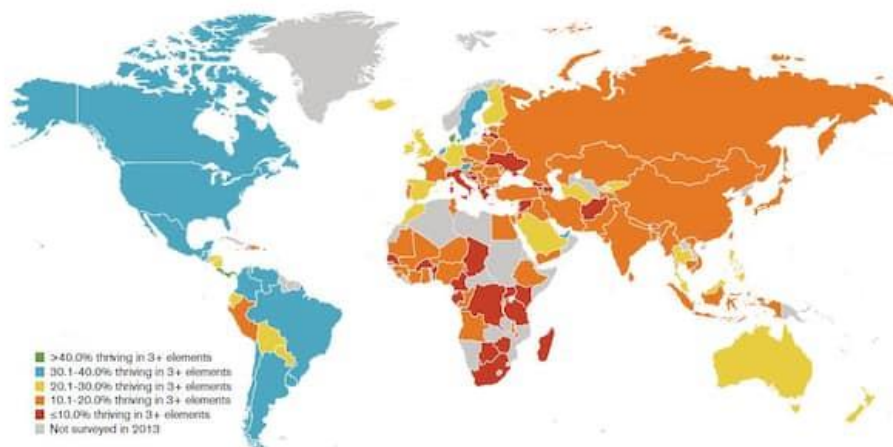 >40.0% thriving in 3+ elements
30.1-40.0% thriving in 3+ elements
20.1-30.0% thriving in 3+ elements
10.1-20.0% thriving in 3+ elements
≤10.0% thriving in 3+ elements
Not surveyed in 2013